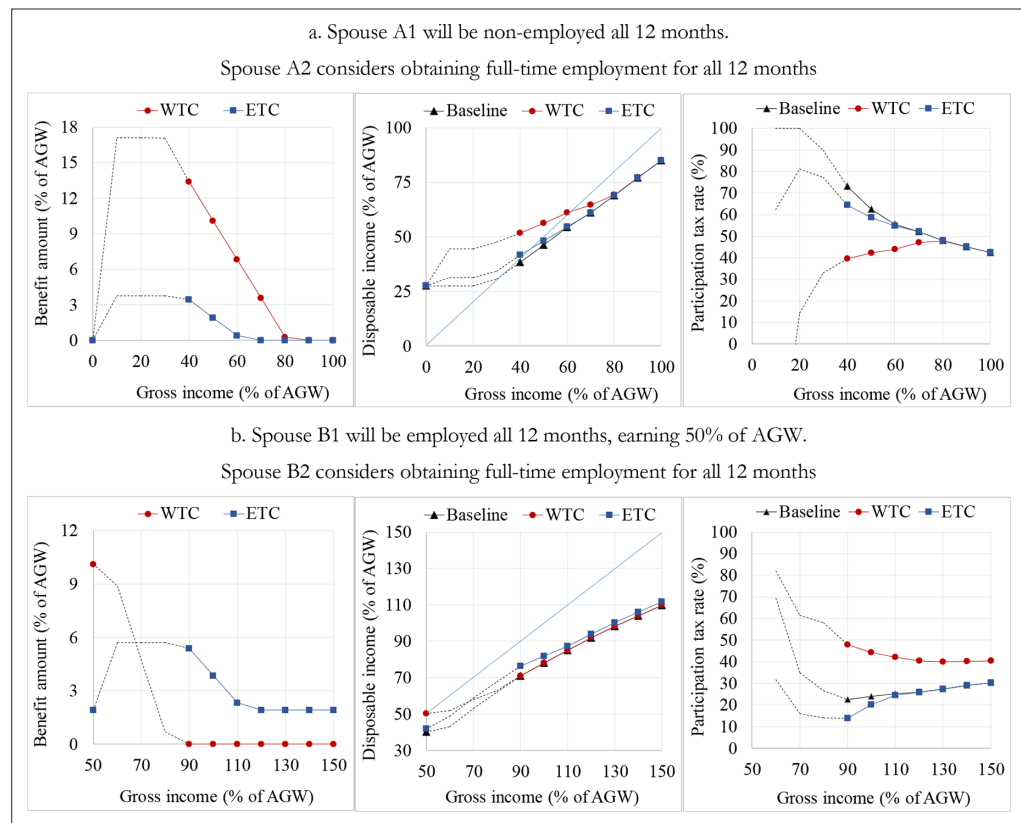 a. Spouse A1 will be non-employed all 12 months.
Spouse A2 considers obtaining full-time employment for all 12 months
WTC ETC
Benefit amount (% of AGW)
18
15
12
9
6
3
0
0 20 40 60 80 100
Gross income (% of AGW)
Baseline WTC ETC
Disposable income (% of AGW)
100
75
50
25
0
0 20 40 60 80 100
Gross income (% of AGW)
Baseline WTC ETC
Participation tax rate (%)
100
90
80
70
60
50
40
30
20
10
0
0 20 40 60 80 100
Gross income (% of AGW)
b. Spouse B1 will be employed all 12 months, earning 50% of AGW.
Spouse B2 considers obtaining full-time employment for all 12 months
WTC ETC
Benefit amount (% of AGW)
12
9
6
3
0
50 70 90 110 130 150
Gross income (% of AGW)
Baseline WTC ETC
Disposable income (% of AGW)
150
130
110
90
70
50
30
50 70 90 110 130 150
Gross income (% of AGW)
Baseline WTC ETC
Participation tax rate (%)
100
90
80
70
60
50
40
30
20
10
0
50 70 90 110 130 150
Gross income (% of AGW)